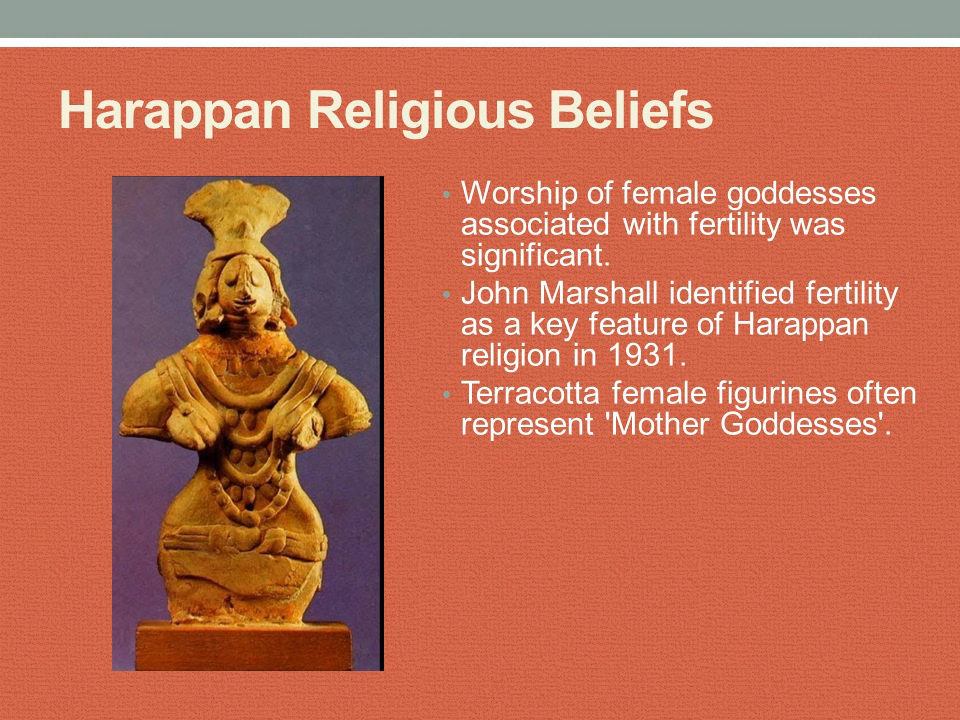 Harappan Religious Beliefs
• Worship of female goddesses
associated with fertility was
significant.
• John Marshall identified fertility
as a key feature of Harappan
religion in 1931.
• Terracotta female figurines often
represent 'Mother Goddesses'.